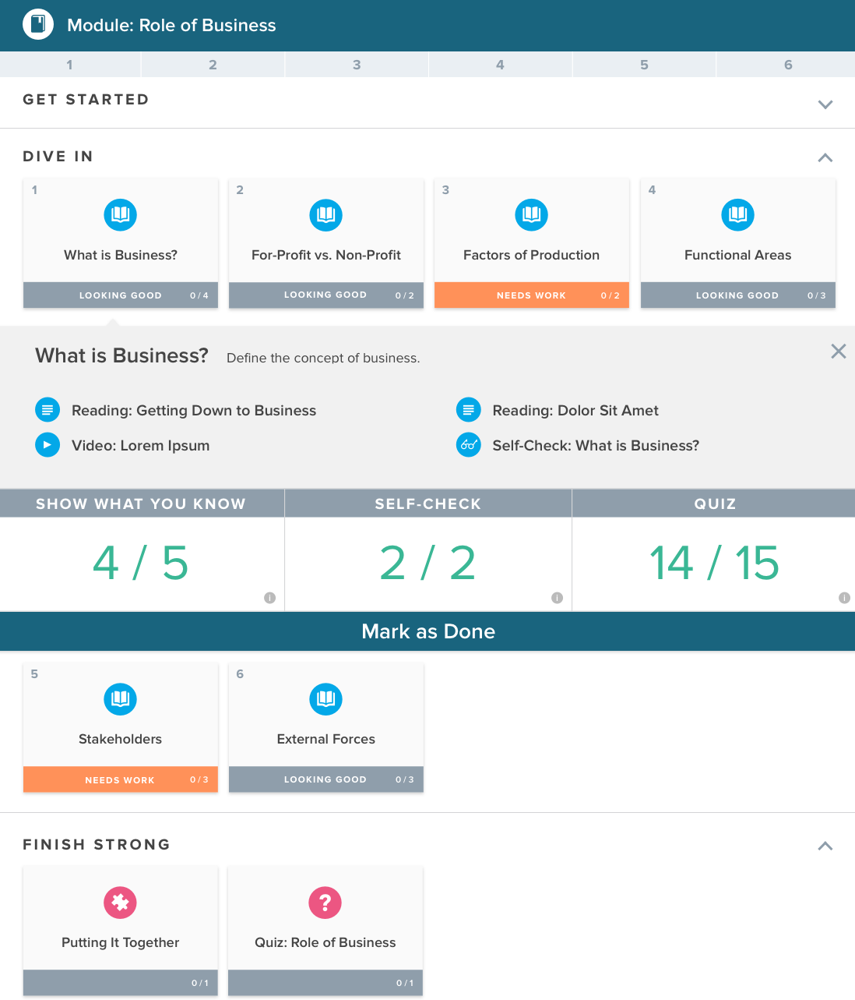 Module: Role of Business
1 2 3 4 5 6
GET STARTED
DIVE IN
1
What is Business?
LOOKING GOOD 0 / 4
2
For-Profit vs. Non-Profit
LOOKING GOOD 0 / 2
3
Factors of Production
NEEDS WORK 0 / 2
4
Functional Areas
LOOKING GOOD 0 / 3
What is Business? Define the concept of business.
Reading: Getting Down to Business
Reading: Dolor Sit Amet
Video: Lorem Ipsum
Self-Check: What is Business?
SHOW WHAT YOU KNOW
4 / 5
i
SELF-CHECK
2 / 2
i
QUIZ
14 / 15
i
Mark as Done
5
Stakeholders
NEEDS WORK 0 / 3
6
External Forces
LOOKING GOOD 0 / 3
FINISH STRONG
Putting It Together
0 / 1
?
Quiz: Role of Business
0 / 1